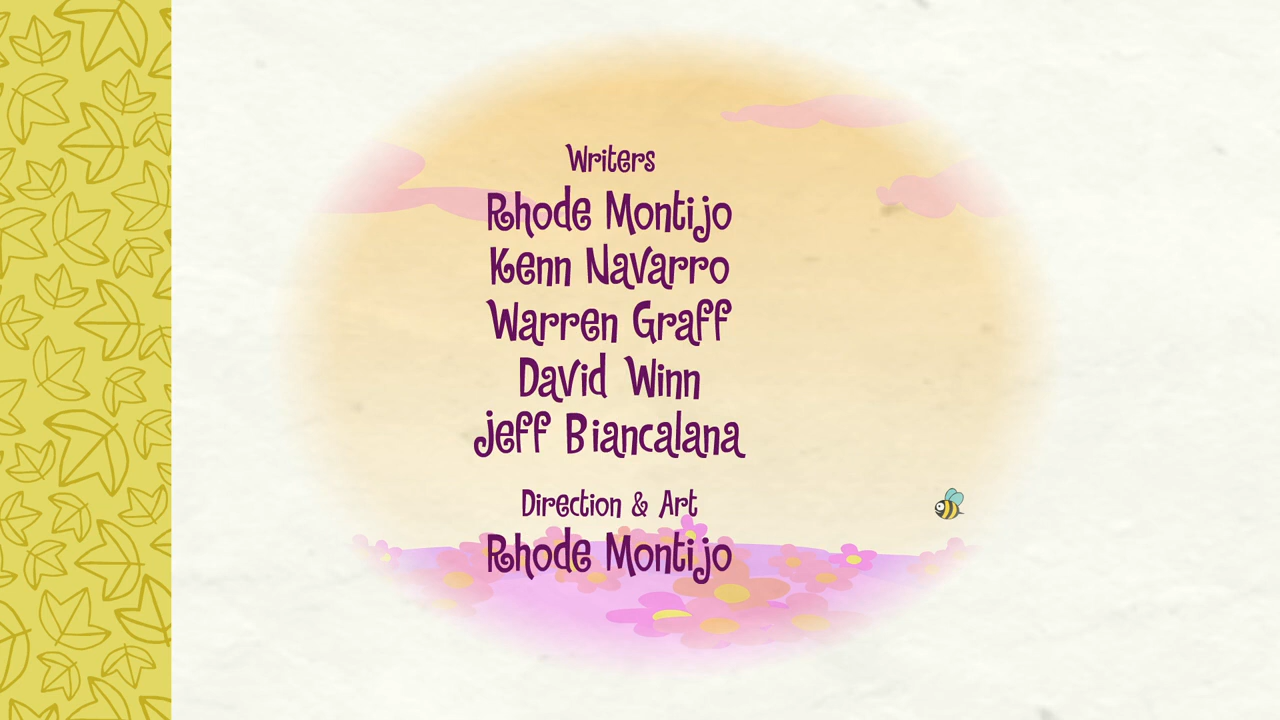 Writers
Rhode Montijo
Kenn Navarro
Warren Graff
David Winn
jeff Biancalana
Direction & Art
Rhode Montijo